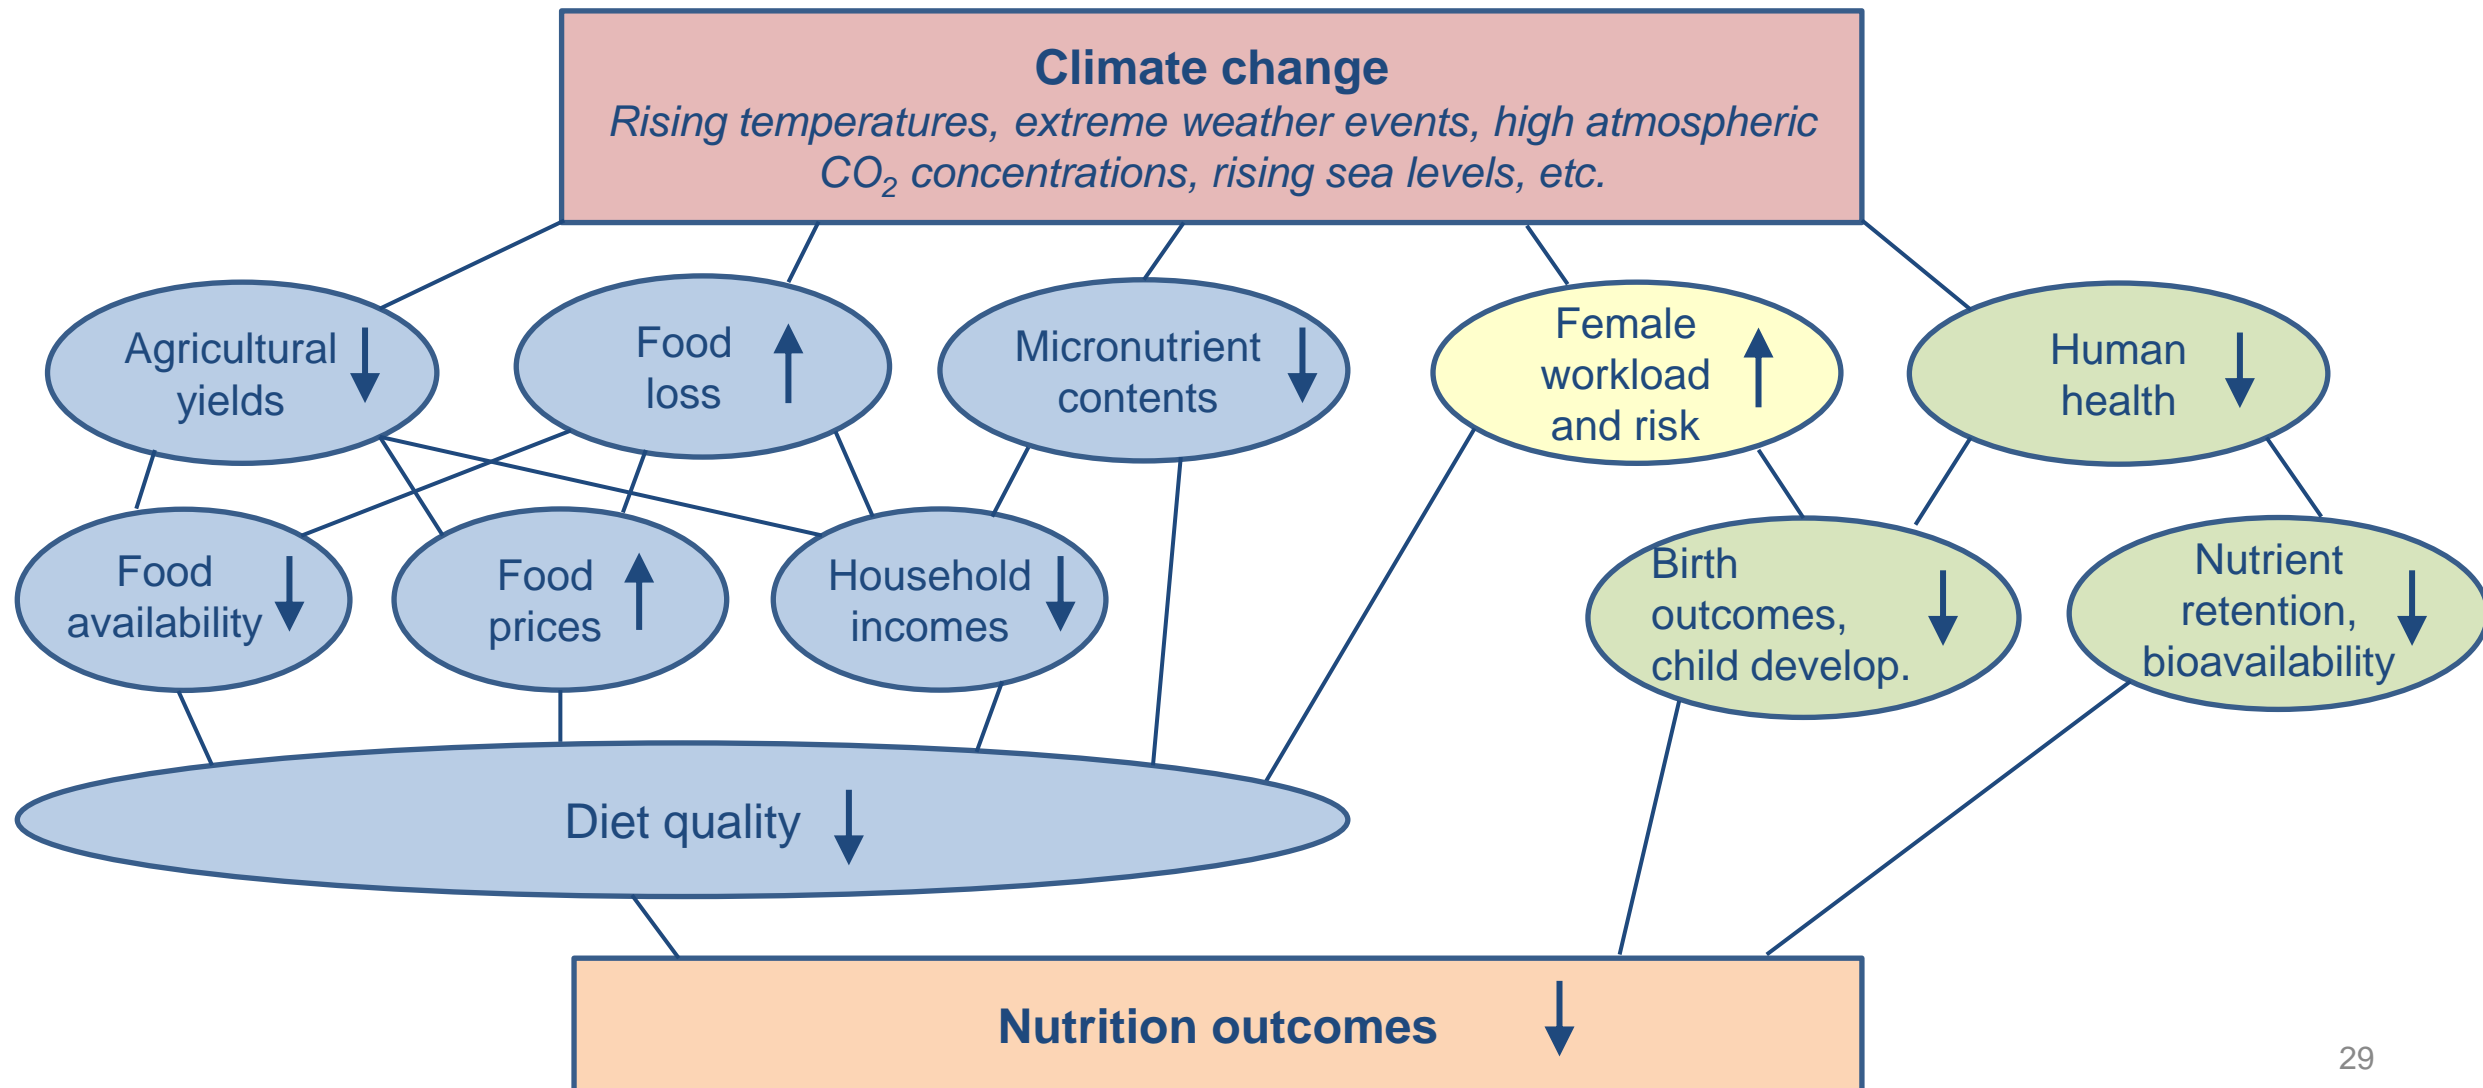 Climate change
Rising temperatures, extreme weather events, high atmospheric
CO₂ concentrations, rising sea levels, etc.
Agricultural
yields
Food
loss
Micronutrient
contents
Female
workload
and risk
Human
health
Food
availability
Food
prices
Household
incomes
Birth
outcomes,
child develop.
Nutrient
retention,
bioavailability
Diet quality
Nutrition outcomes
29